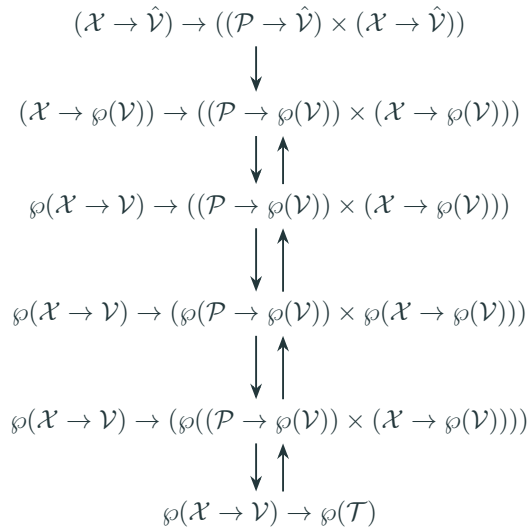 (𝒳 → 𝒱̂) → ((𝒫 → 𝒱̂) × (𝒳 → 𝒱̂))
(𝒳 → ℘(𝒱)) → ((𝒫 → ℘(𝒱)) × (𝒳 → ℘(𝒱)))
℘(𝒳 → 𝒱) → ((𝒫 → ℘(𝒱)) × (𝒳 → ℘(𝒱)))
℘(𝒳 → 𝒱) → (℘(𝒫 → ℘(𝒱)) × ℘(𝒳 → ℘(𝒱)))
℘(𝒳 → 𝒱) → (℘((𝒫 → ℘(𝒱)) × (𝒳 → ℘(𝒱))))
℘(𝒳 → 𝒱) → ℘(𝒯)